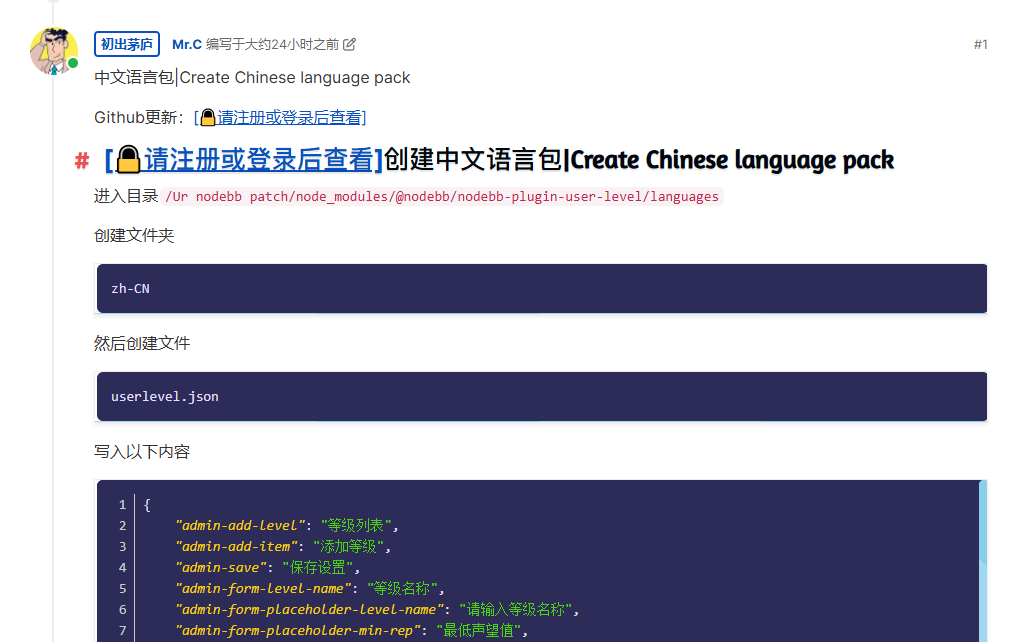 初出茅庐 Mr.C 编写于大约24小时之前 #1
中文语言包|Create Chinese language pack
Github更新：[🔒请注册或登录后查看]
# [🔒请注册或登录后查看]创建中文语言包|Create Chinese language pack
进入目录 /Ur nodebb patch/node_modules/@nodebb/nodebb-plugin-user-level/languages
创建文件夹
zh-CN
然后创建文件
userlevel.json
写入以下内容
1 {
2 "admin-add-level": "等级列表",
3 "admin-add-item": "添加等级",
4 "admin-save": "保存设置",
5 "admin-form-level-name": "等级名称",
6 "admin-form-placeholder-level-name": "请输入等级名称",
7 "admin-form-placeholder-min-rep": "最低声望值",